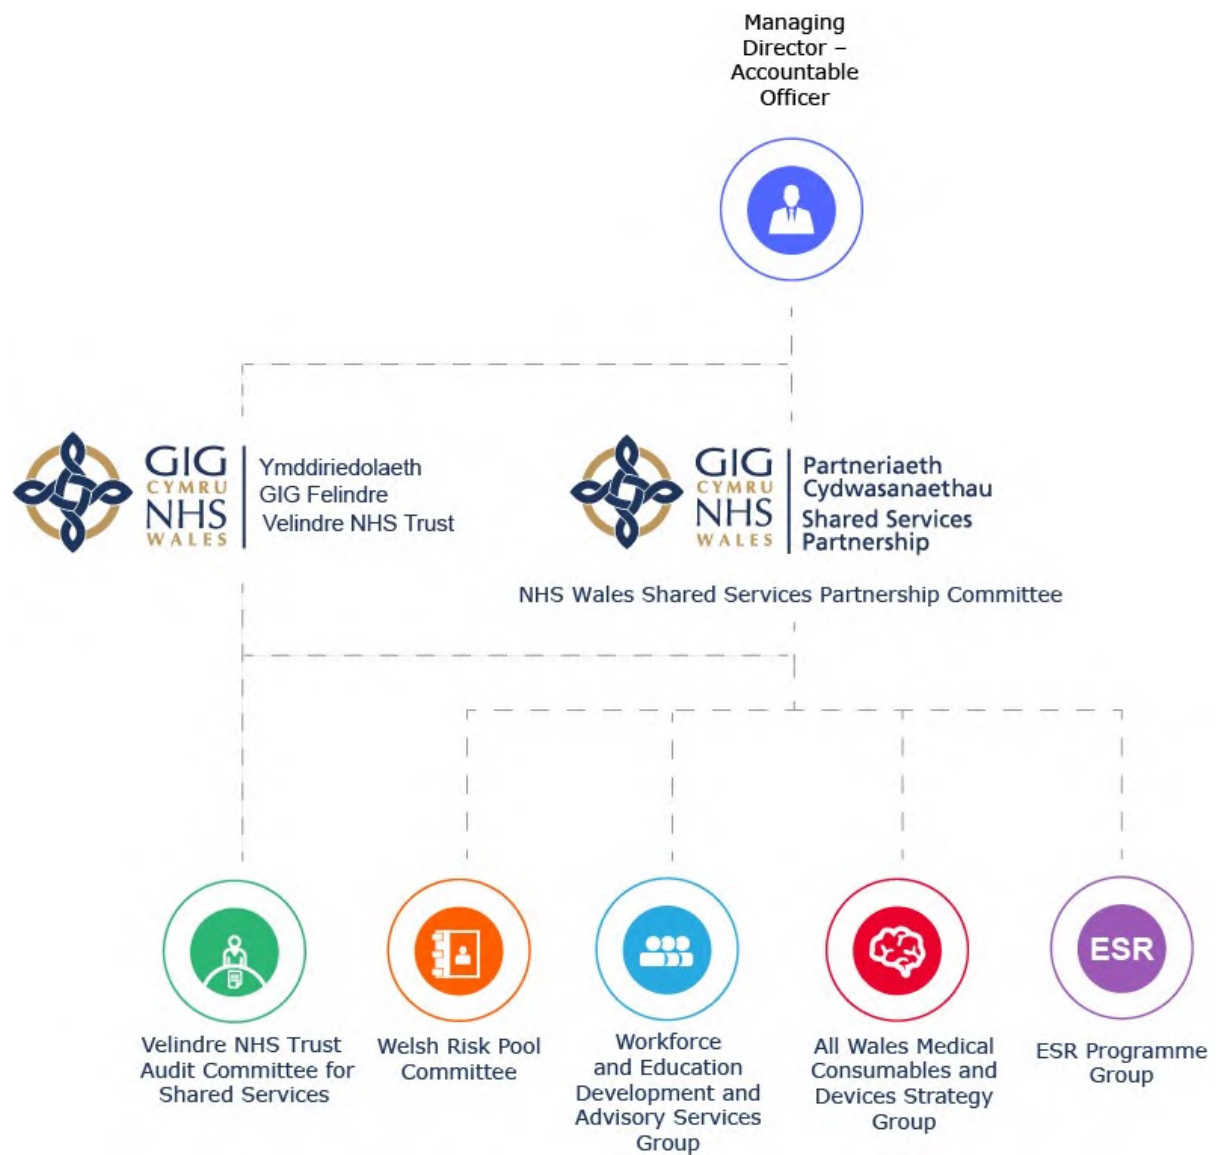 Managing
Director –
Accountable
Officer
GIG
CYMRU
NHS
WALES
Ymddiriedolaeth
GIG Felindre
Velindre NHS Trust
GIG
CYMRU
NHS
WALES
Partneriaeth
Cydwasanaethau
Shared Services
Partnership
NHS Wales Shared Services Partnership Committee
Velindre NHS Trust
Audit Committee for
Shared Services
Welsh Risk Pool
Committee
Workforce
and Education
Development and
Advisory Services
Group
All Wales Medical
Consumables and
Devices Strategy
Group
ESR
ESR Programme
Group